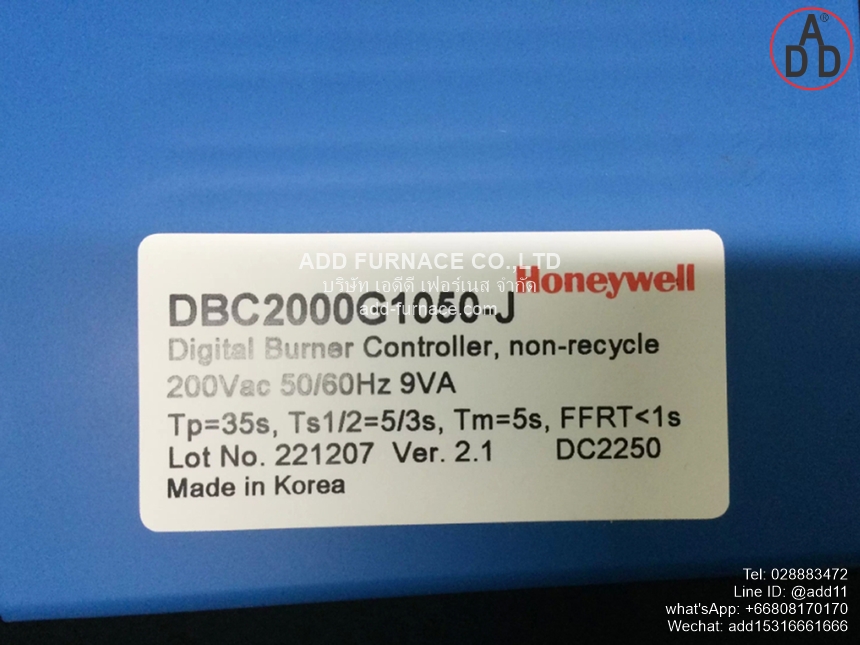 ADD®
ADD FURNACE CO.,LTD
Honeywell
บริษัท เอดีดี เฟอร์เนส จำกัด
DBC2000G1050-J
add-furnace.com
Digital Burner Controller, non-recycle
200Vac 50/60Hz 9VA
Tp=35s, Ts1/2=5/3s, Tm=5s, FFRT<1s
Lot No. 221207 Ver. 2.1 DC2250
Made in Korea
Tel: 028883472
Line ID: @add11
what'sApp: +66808170170
Wechat: add15316661666